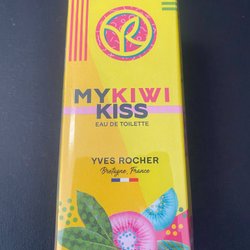 MY KIWI
KISS
EAU DE TOILETTE
YVES ROCHER
Bretagne, France